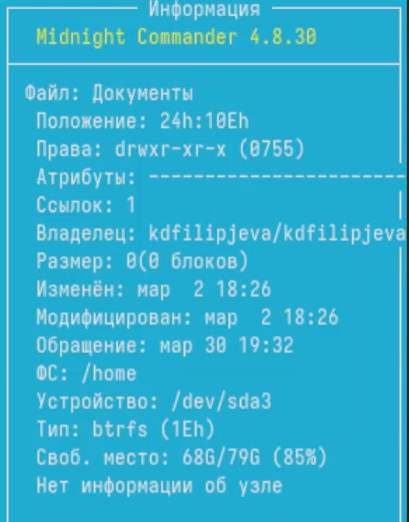 Информация
Midnight Commander 4.8.30
Файл: Документы
Положение: 24h:10Eh
Права: drwxr-xr-x (0755)
Атрибуты: -----------------------
Ссылок: 1
Владелец: kdfilipjeva/kdfilipjeva
Размер: 0(0 блоков)
Изменён: мар  2 18:26
Модифицирован: мар  2 18:26
Обращение: мар 30 19:32
ФС: /home
Устройство: /dev/sda3
Тип: btrfs (1Eh)
Своб. место: 68G/79G (85%)
Нет информации об узле